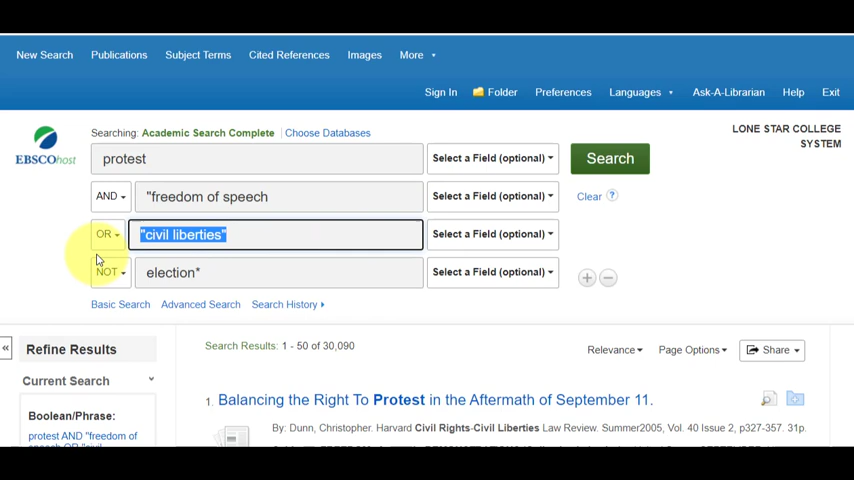 New Search Publications Subject Terms Cited References Images More
Sign In Folder Preferences Languages Ask-A-Librarian Help Exit
EBSCOhost
Searching: Academic Search Complete | Choose Databases
LONE STAR COLLEGE
SYSTEM
protest Select a Field (optional) Search
AND "freedom of speech Select a Field (optional) Clear ?
OR "civil liberties" Select a Field (optional)
NOT election* Select a Field (optional)
Basic Search Advanced Search Search History
« Refine Results
Search Results: 1 - 50 of 30,090 Relevance Page Options Share
Current Search
1. Balancing the Right To Protest in the Aftermath of September 11.
Boolean/Phrase:
By: Dunn, Christopher. Harvard Civil Rights-Civil Liberties Law Review. Summer2005, Vol. 40 Issue 2, p327-357. 31p.
protest AND "freedom of